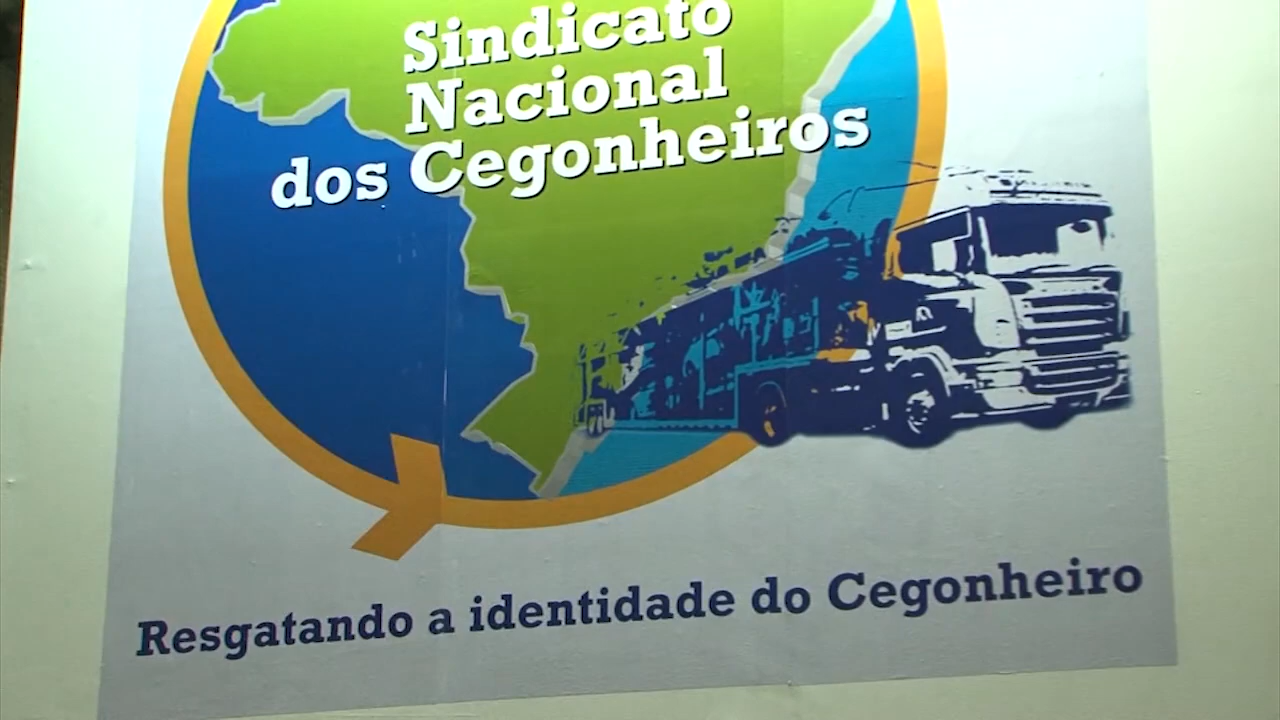 Sindicato
Nacional
dos Cegonheiros
Resgatando a identidade do Cegonheiro